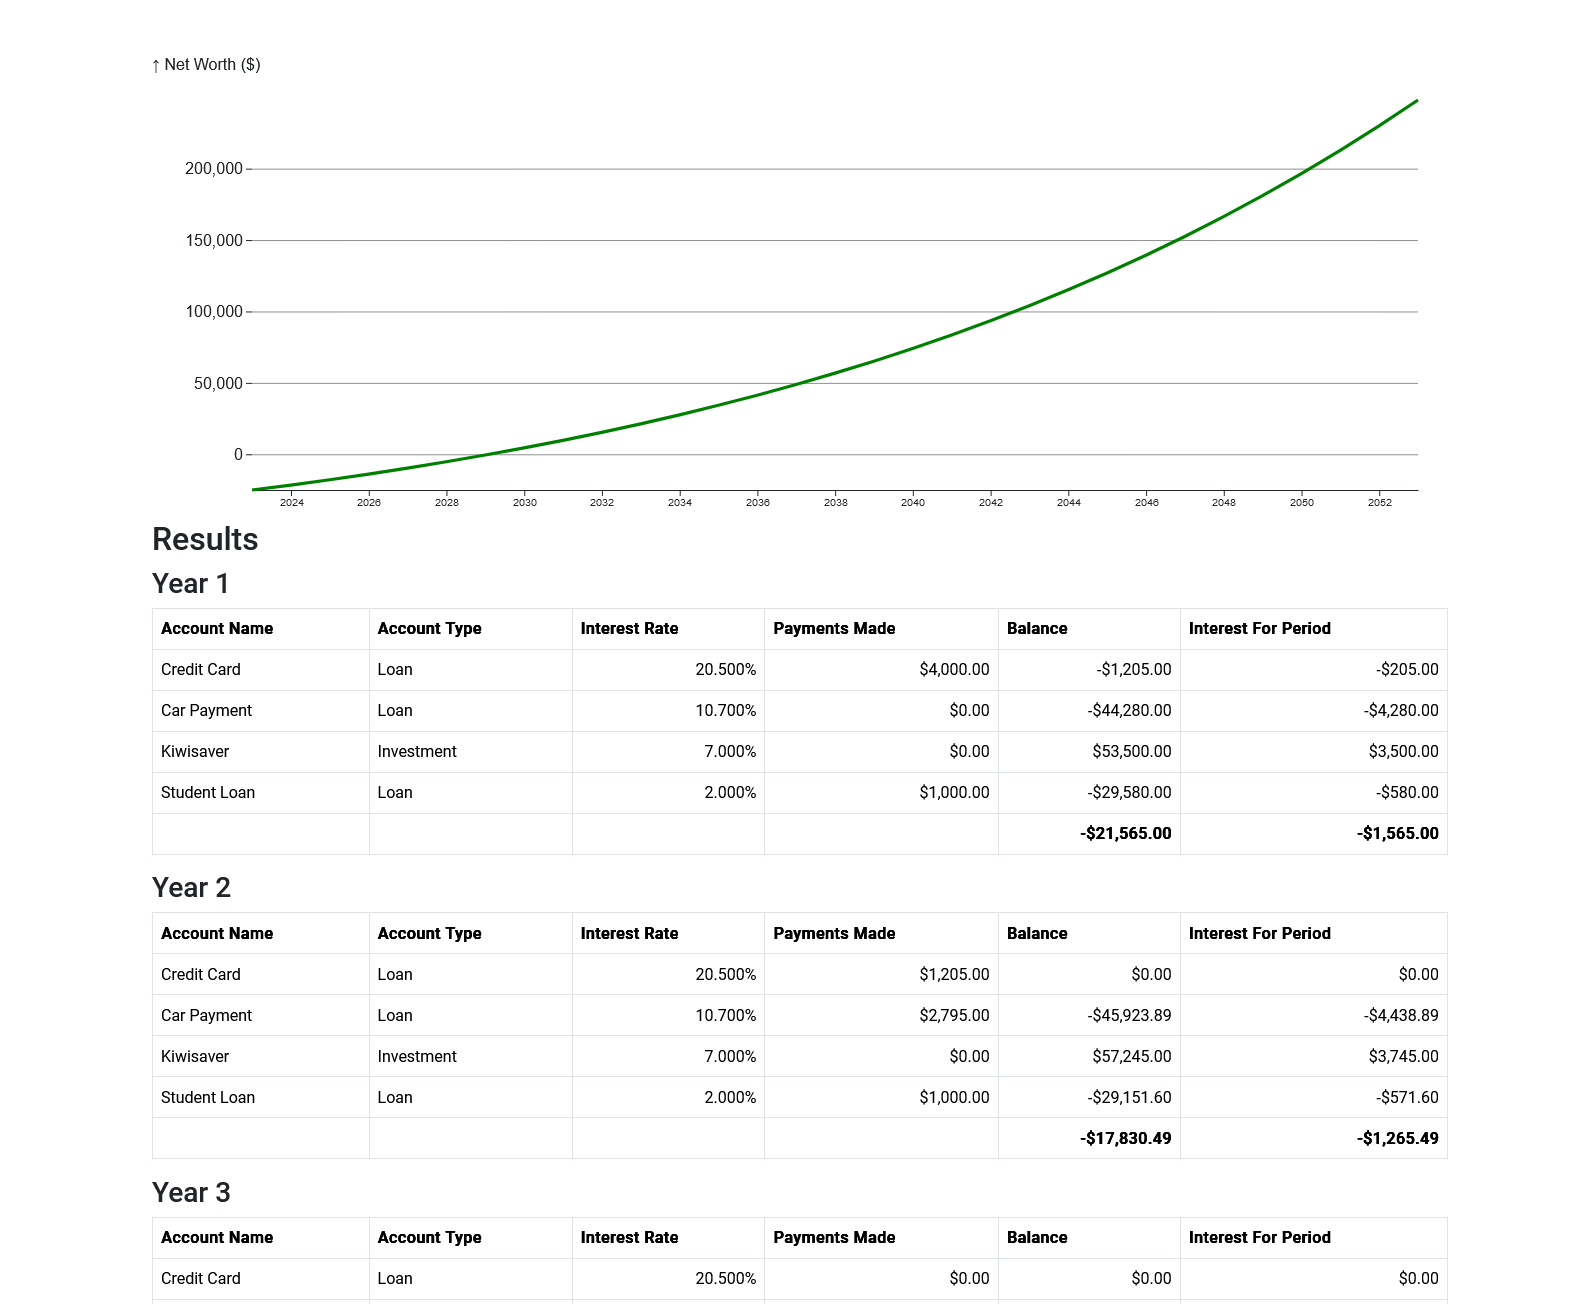 ↑ Net Worth ($)
200,000
150,000
100,000
50,000
0
2024 2026 2028 2030 2032 2034 2036 2038 2040 2042 2044 2046 2048 2050 2052
Results
Year 1
Account Name Account Type Interest Rate Payments Made Balance Interest For Period
Credit Card Loan 20.500% $4,000.00 -$1,205.00 -$205.00
Car Payment Loan 10.700% $0.00 -$44,280.00 -$4,280.00
Kiwisaver Investment 7.000% $0.00 $53,500.00 $3,500.00
Student Loan Loan 2.000% $1,000.00 -$29,580.00 -$580.00
-$21,565.00 -$1,565.00
Year 2
Account Name Account Type Interest Rate Payments Made Balance Interest For Period
Credit Card Loan 20.500% $1,205.00 $0.00 $0.00
Car Payment Loan 10.700% $2,795.00 -$45,923.89 -$4,438.89
Kiwisaver Investment 7.000% $0.00 $57,245.00 $3,745.00
Student Loan Loan 2.000% $1,000.00 -$29,151.60 -$571.60
-$17,830.49 -$1,265.49
Year 3
Account Name Account Type Interest Rate Payments Made Balance Interest For Period
Credit Card Loan 20.500% $0.00 $0.00 $0.00